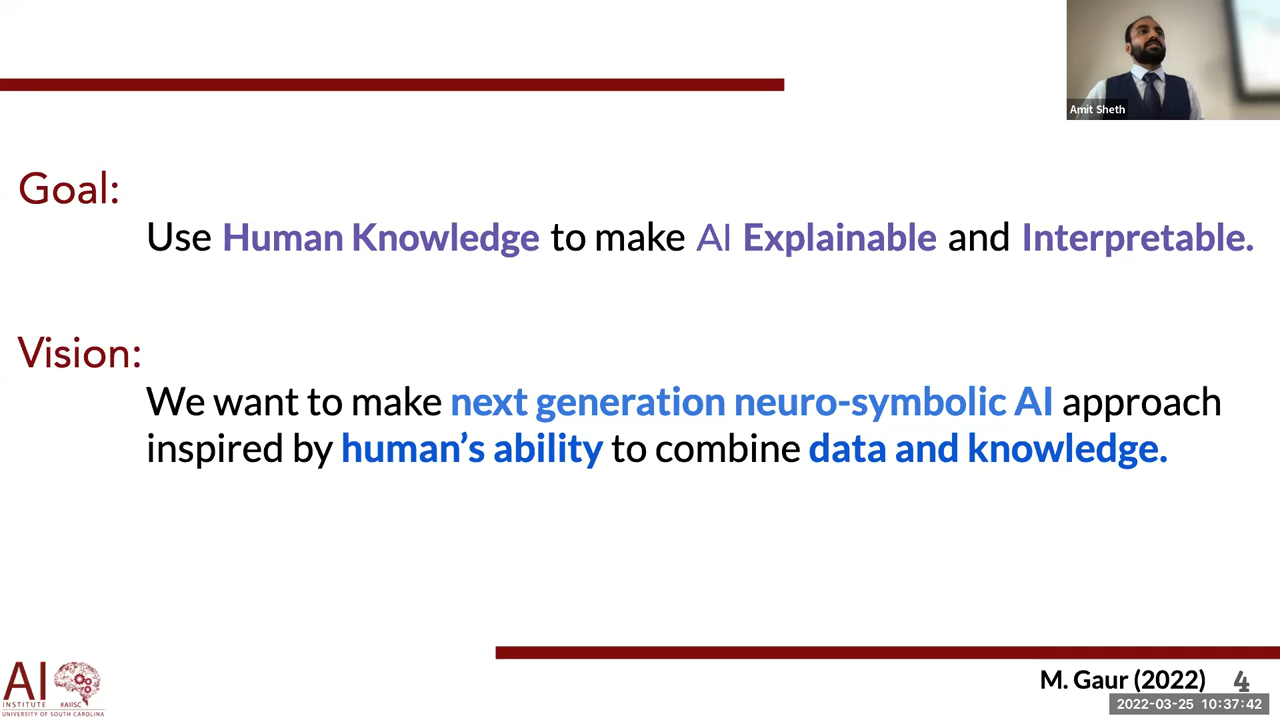 Amit Sheth
Goal:
Use Human Knowledge to make AI Explainable and Interpretable.
Vision:
We want to make next generation neuro-symbolic AI approach
inspired by human's ability to combine data and knowledge.
AI
INSTITUTE #AIISC
UNIVERSITY OF SOUTH CAROLINA
M. Gaur (2022) 4
2022-03-25 10:37:42